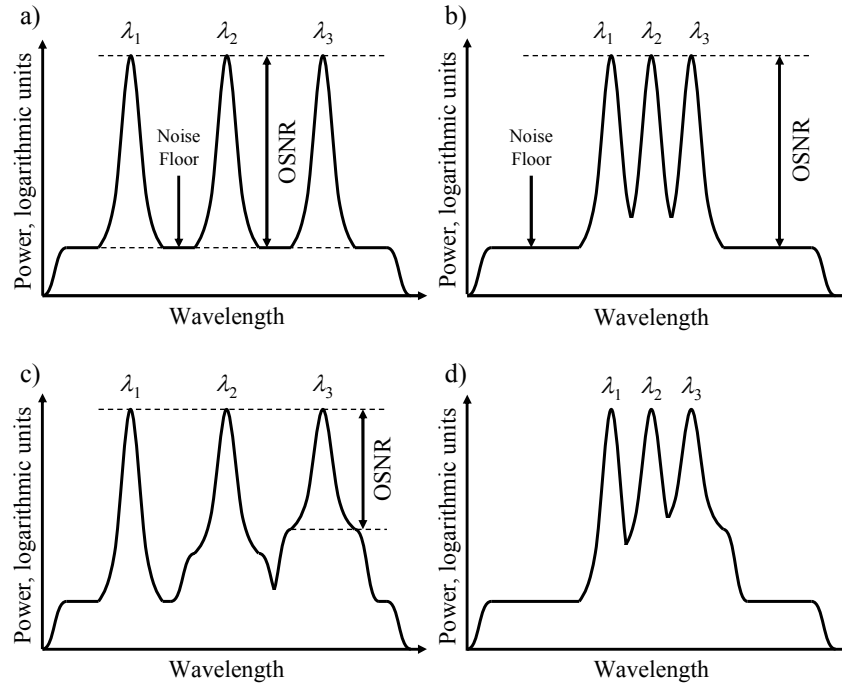 a)
λ1 λ2 λ3
Power, logarithmic units
Noise
Floor
OSNR
Wavelength
b)
λ1 λ2 λ3
Power, logarithmic units
Noise
Floor
OSNR
Wavelength
c)
λ1 λ2 λ3
Power, logarithmic units
OSNR
Wavelength
d)
λ1 λ2 λ3
Power, logarithmic units
Wavelength